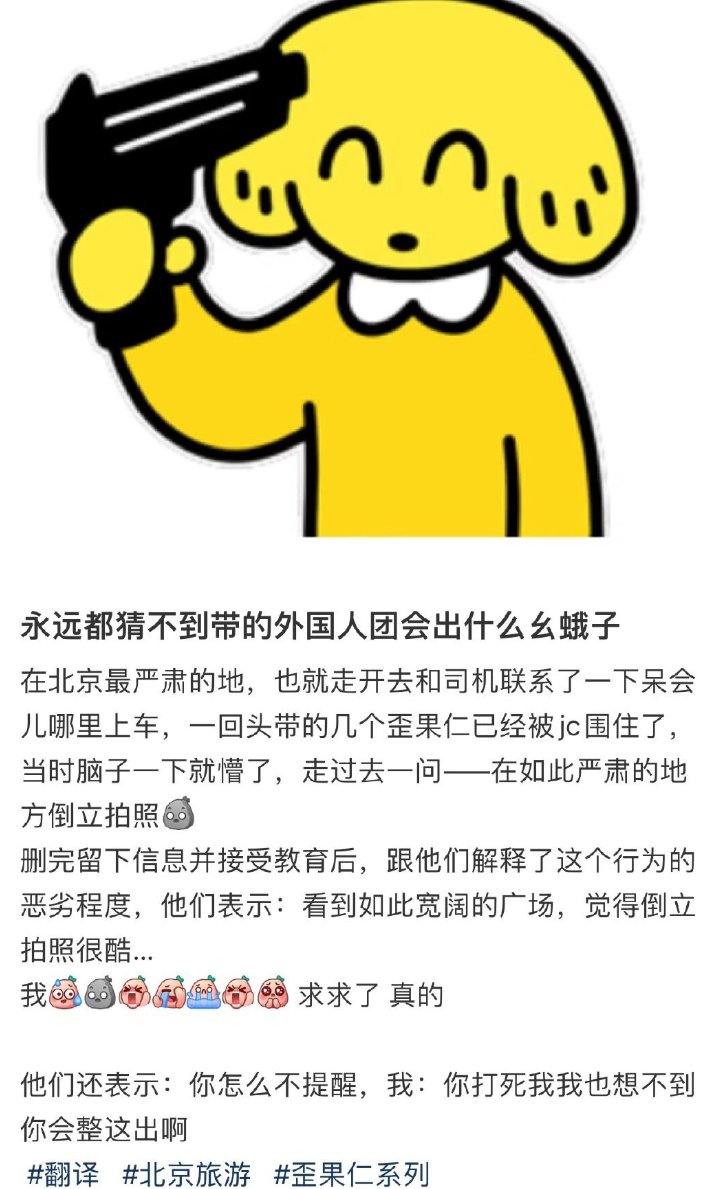 永远都猜不到带的外国人团会出什么幺蛾子
在北京最严肃的地，也就走开去和司机联系了一下呆会
儿哪里上车，一回头带的几个歪果仁已经被jc围住了，
当时脑子一下就懵了，走过去一问——在如此严肃的地
方倒立拍照
删完留下信息并接受教育后，跟他们解释了这个行为的
恶劣程度，他们表示：看到如此宽阔的广场，觉得倒立
拍照很酷...
我 求求了 真的
他们还表示：你怎么不提醒，我：你打死我我也想不到
你会整这出啊
#翻译 #北京旅游 #歪果仁系列